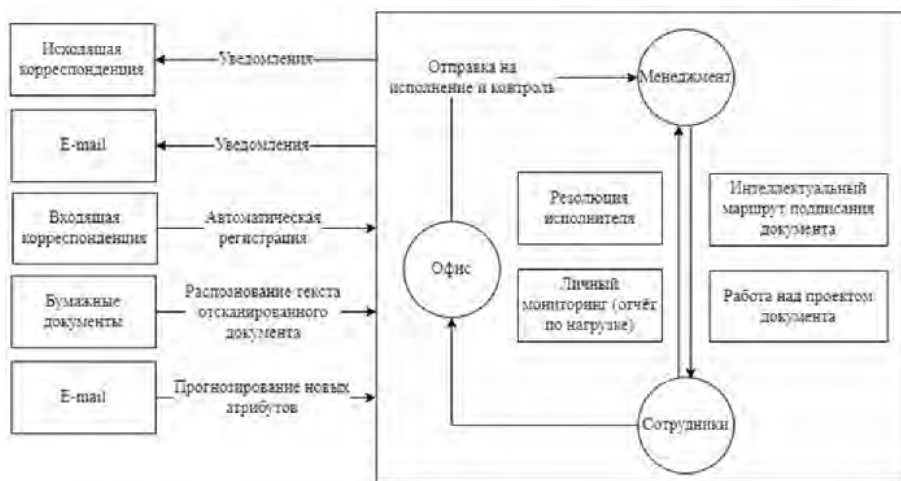 Исходящая
корреспонденция
Уведомления
E-mail
Уведомления
Входящая
корреспонденция
Автоматическая
регистрация
Бумажные
документы
Распознование текста
отсканированного
документа
E-mail
Прогнозирование новых
атрибутов
Отправка на
исполнение и контроль
Менеджмент
Резолюция
исполнителя
Интеллектуальный
маршрут подписания
документа
Офис
Личный
мониторинг (отчёт
по нагрузке)
Работа над проектом
документа
Сотрудники